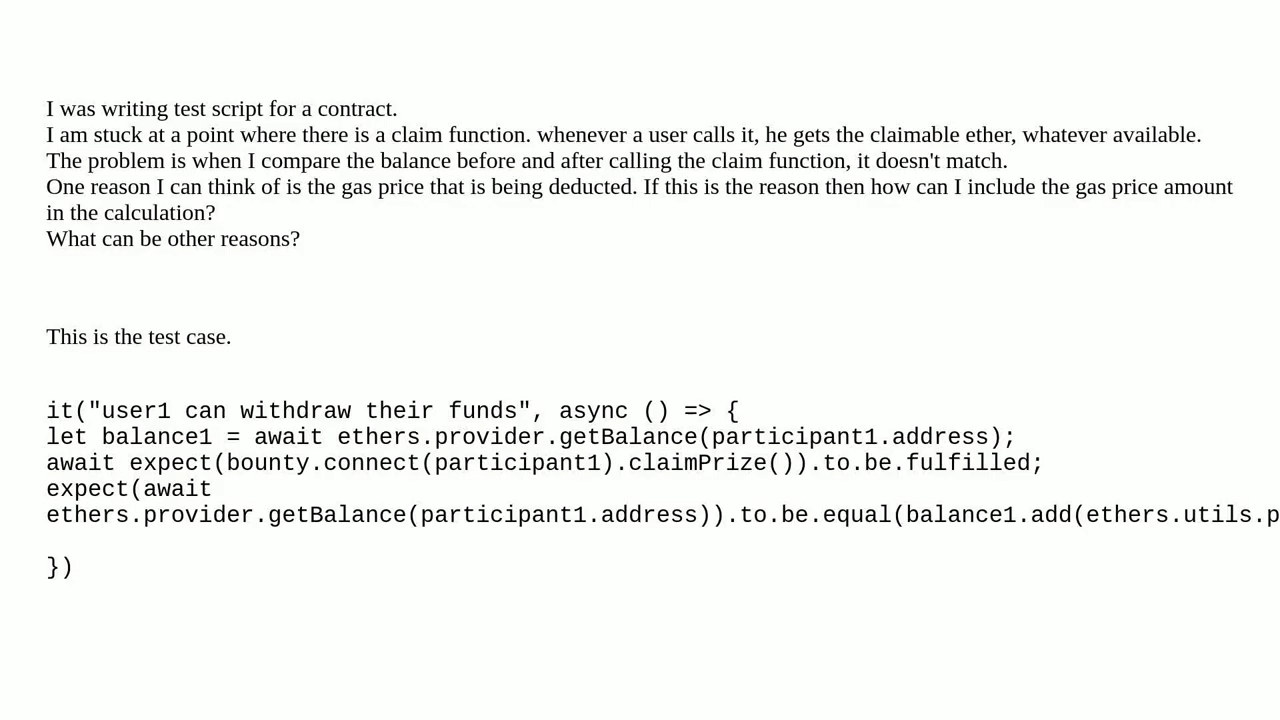 I was writing test script for a contract.
I am stuck at a point where there is a claim function. whenever a user calls it, he gets the claimable ether, whatever available.
The problem is when I compare the balance before and after calling the claim function, it doesn't match.
One reason I can think of is the gas price that is being deducted. If this is the reason then how can I include the gas price amount
in the calculation?
What can be other reasons?
This is the test case.
it("user1 can withdraw their funds", async () => {
let balance1 = await ethers.provider.getBalance(participant1.address);
await expect(bounty.connect(participant1).claimPrize()).to.be.fulfilled;
expect(await
ethers.provider.getBalance(participant1.address)).to.be.equal(balance1.add(ethers.utils.p
})